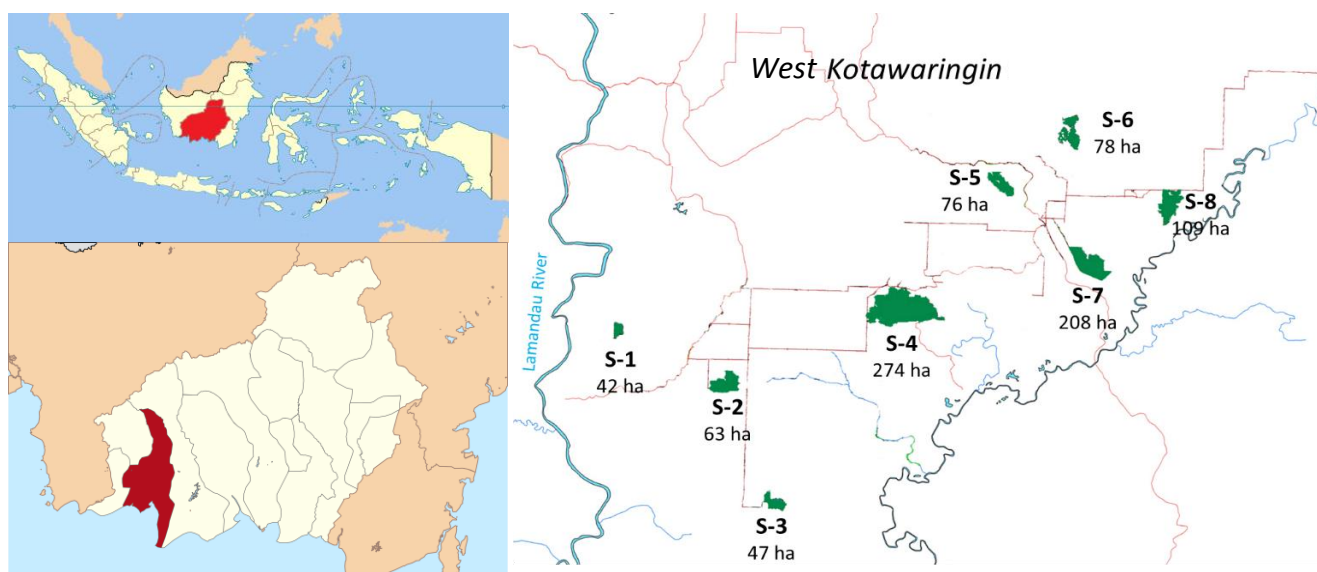 West Kotawaringin
Lamandau River
S-6
78 ha
S-5
76 ha
S-8
109 ha
S-7
208 ha
S-1
42 ha
S-4
274 ha
S-2
63 ha
S-3
47 ha